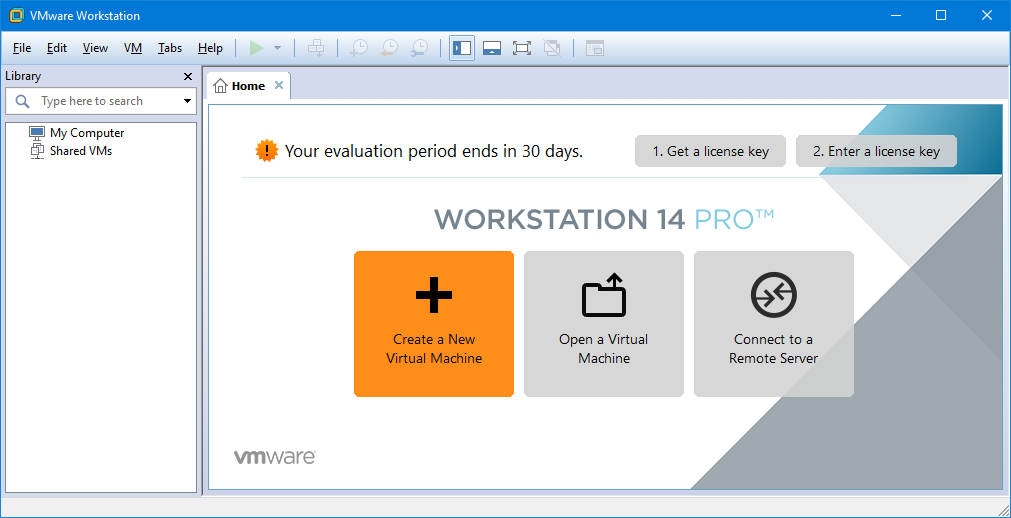 VMware Workstation
File Edit View VM Tabs Help
Library
Home
Type here to search
My Computer
Shared VMs
! Your evaluation period ends in 30 days.
1. Get a license key
2. Enter a license key
WORKSTATION 14 PRO™
Create a New
Virtual Machine
Open a Virtual
Machine
Connect to a
Remote Server
vmware